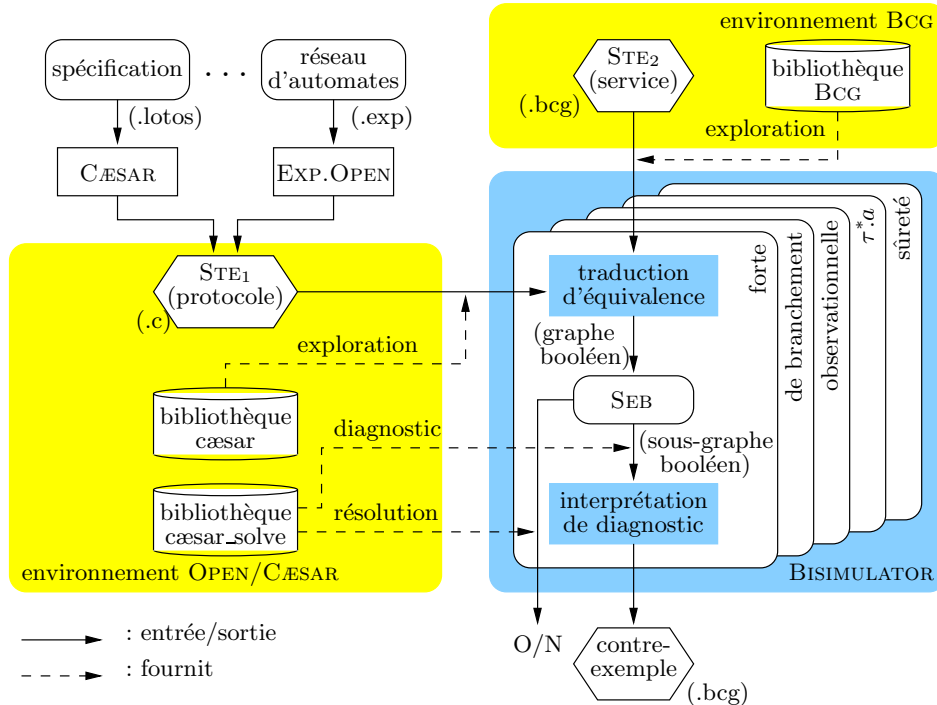 environnement BCG
spécification
. . .
réseau
d'automates
STE2
(service)
bibliothèque
BCG
(.lotos)
(.exp)
(.bcg)
exploration
CÆSAR
EXP.OPEN
STE1
(protocole)
(.c)
traduction
d'équivalence
forte
de branchement
observationnelle
τ*.a
sûreté
exploration
(graphe
booléen)
bibliothèque
cæsar
SEB
diagnostic
(sous-graphe
booléen)
bibliothèque
cæsar_solve
résolution
interprétation
de diagnostic
environnement OPEN/CÆSAR
BISIMULATOR
: entrée/sortie
: fournit
O/N
contre-
exemple
(.bcg)